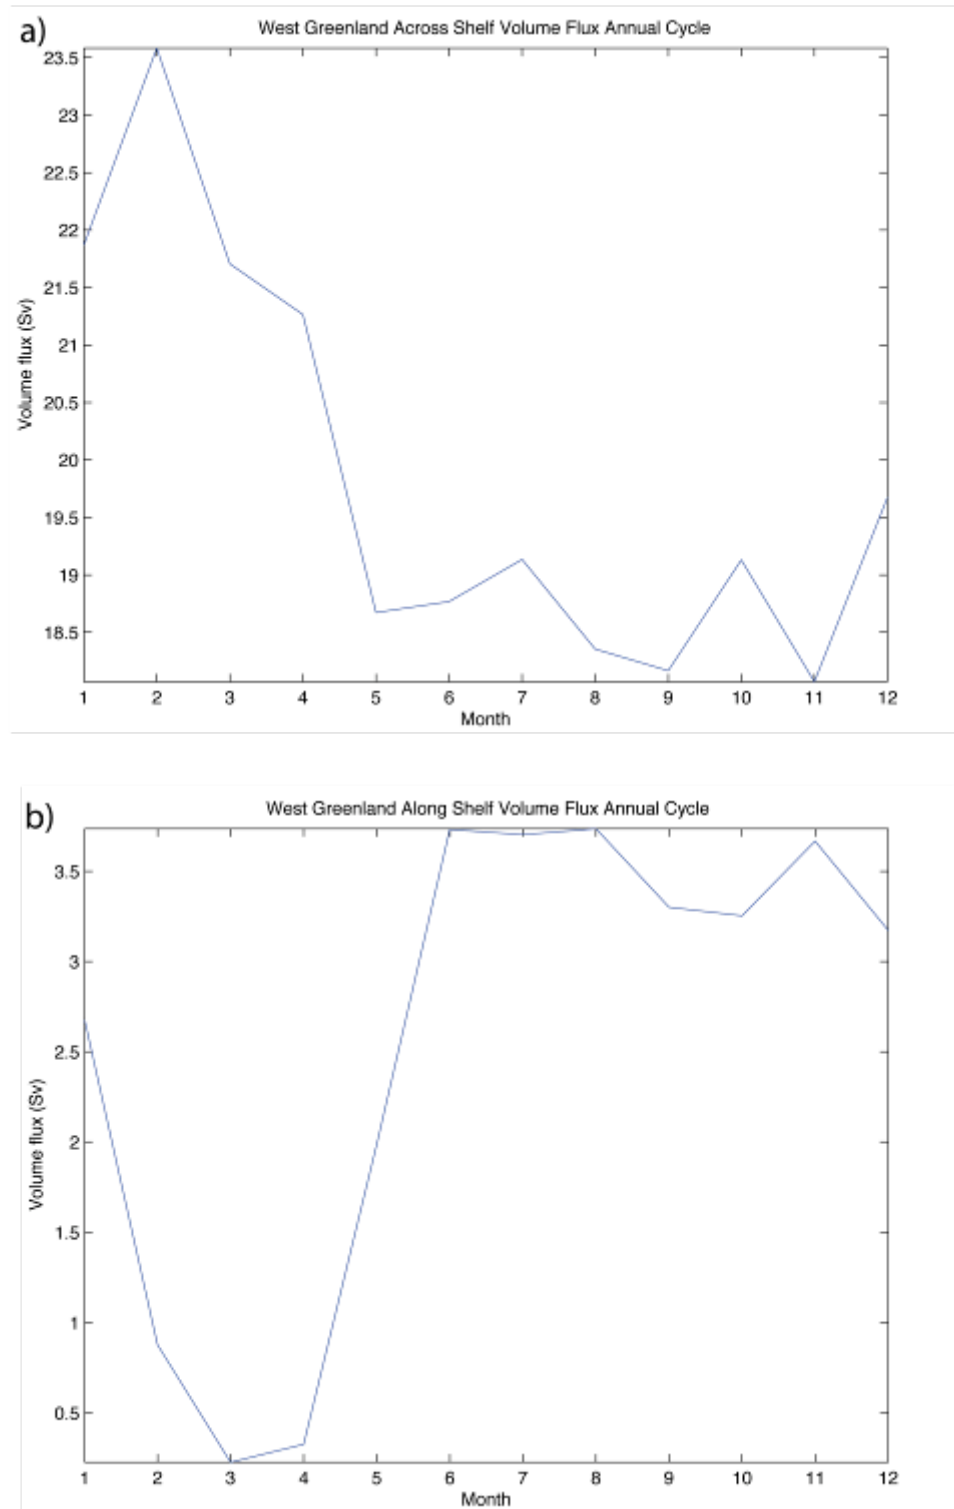 a)
West Greenland Across Shelf Volume Flux Annual Cycle
23.5
23
22.5
22
21.5
21
20.5
20
19.5
19
18.5
Volume flux (Sv)
1 2 3 4 5 6 7 8 9 10 11 12
Month
b)
West Greenland Along Shelf Volume Flux Annual Cycle
3.5
3
2.5
2
1.5
1
0.5
Volume flux (Sv)
1 2 3 4 5 6 7 8 9 10 11 12
Month